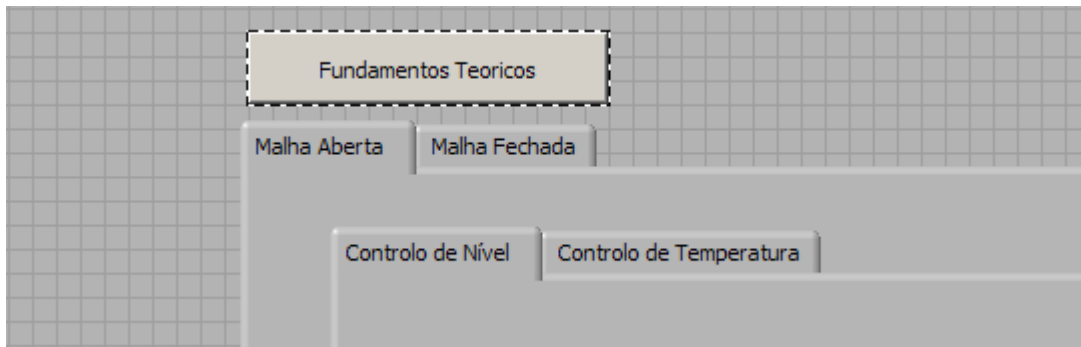 Fundamentos Teoricos
Malha Aberta Malha Fechada
Controlo de Nível Controlo de Temperatura